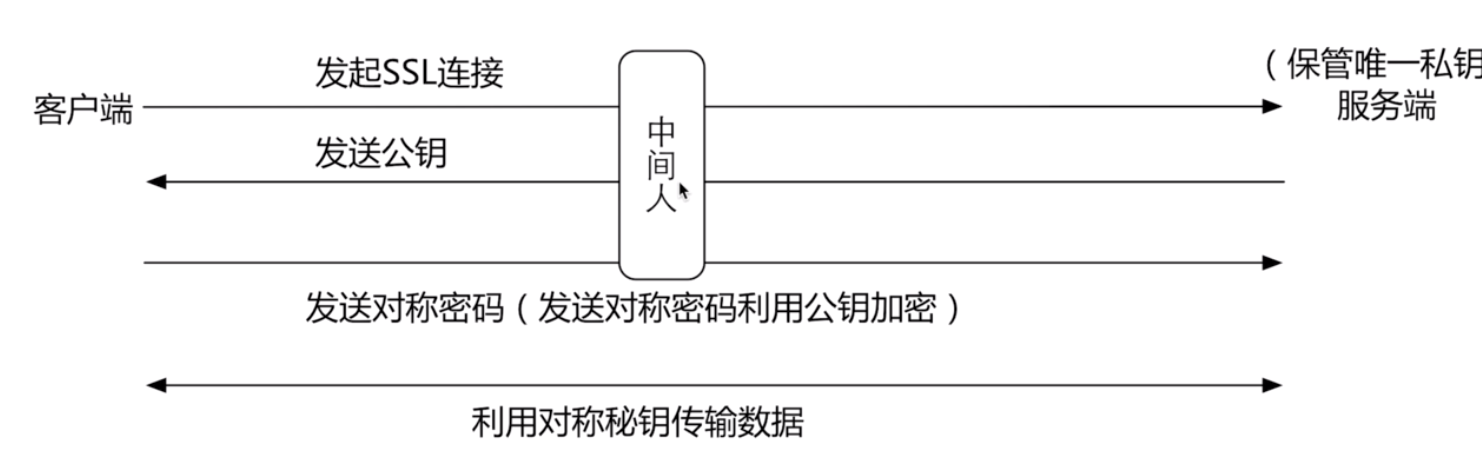 发起SSL连接
（保管唯一私钥
客户端
服务端
中间人
发送公钥
发送对称密码（发送对称密码利用公钥加密）
利用对称秘钥传输数据